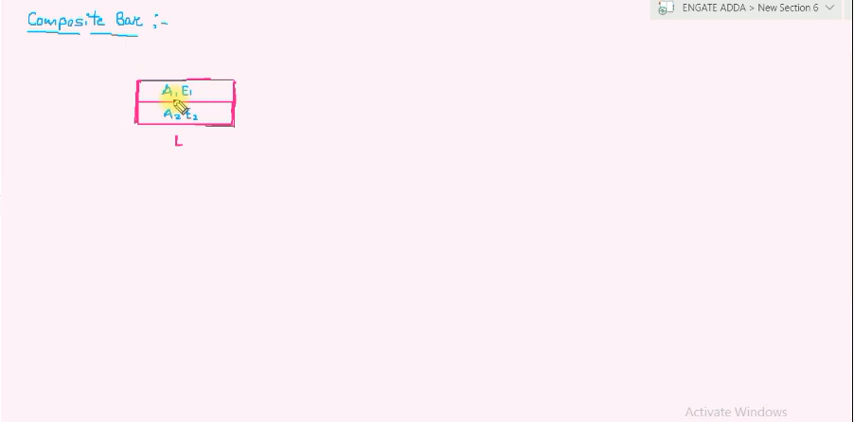 ENGATE ADDA > New Section 6
Composite Bar :-
A₁ E₁
A₂ E₂
L
Activate Windows